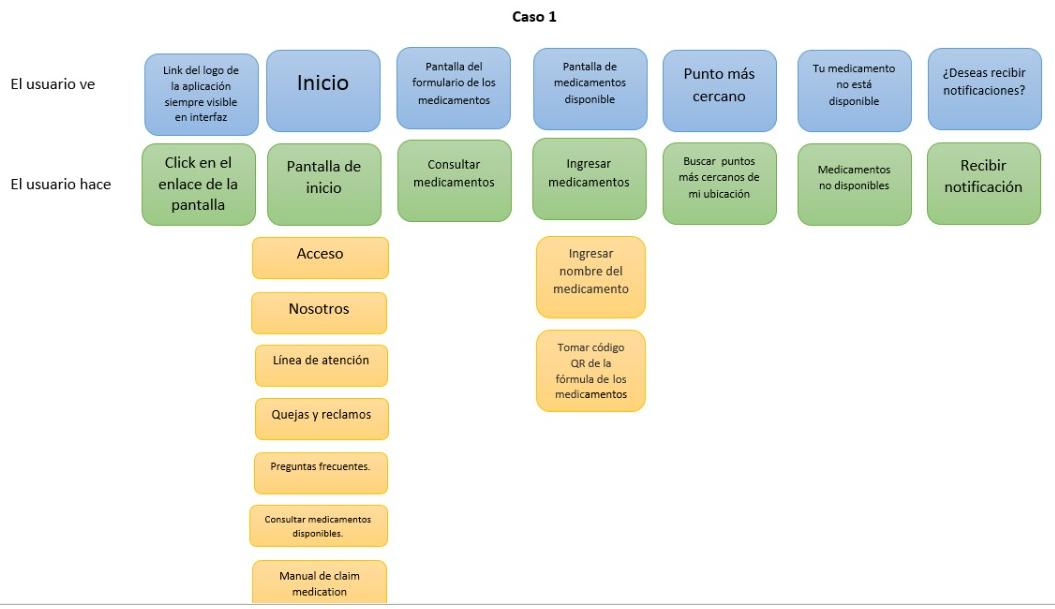 Caso 1
El usuario ve
Link del logo de
la aplicación
siempre visible
en interfaz
Inicio
Pantalla del
formulario de los
medicamentos
Pantalla de
medicamentos
disponible
Punto más
cercano
Tu medicamento
no está
disponible
¿Deseas recibir
notificaciones?
El usuario hace
Click en el
enlace de la
pantalla
Pantalla de
inicio
Consultar
medicamentos
Ingresar
medicamentos
Buscar puntos
más cercanos de
mi ubicación
Medicamentos
no disponibles
Recibir
notificación
Acceso
Nosotros
Línea de atención
Quejas y reclamos
Preguntas frecuentes.
Consultar medicamentos
disponibles.
Manual de claim
medication
Ingresar
nombre del
medicamento
Tomar código
QR de la
fórmula de los
medicamentos